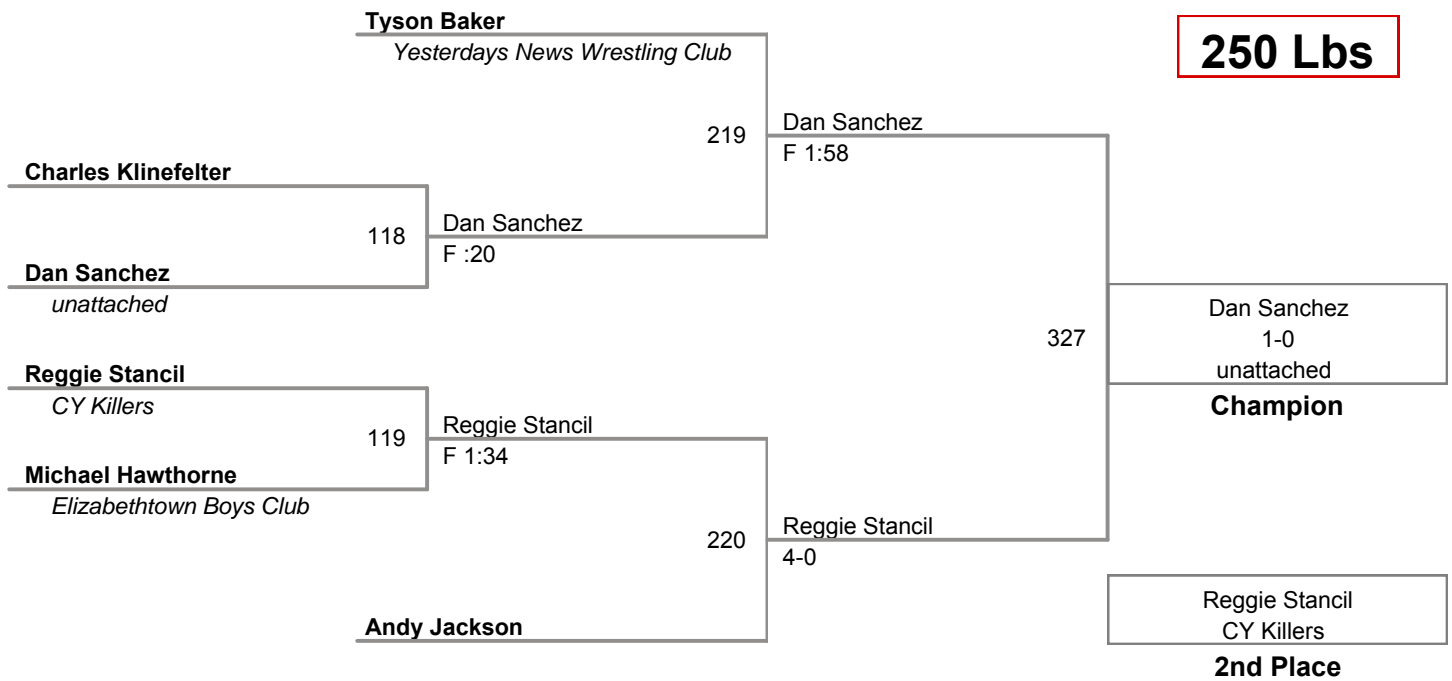 Tyson Baker
Yesterdays News Wrestling Club
250 Lbs
219
Dan Sanchez
F 1:58
Charles Klinefelter
118
Dan Sanchez
F :20
Dan Sanchez
unattached
327
Dan Sanchez
1-0
unattached
Champion
Reggie Stancil
CY Killers
119
Reggie Stancil
F 1:34
Michael Hawthorne
Elizabethtown Boys Club
220
Reggie Stancil
4-0
Andy Jackson
Reggie Stancil
CY Killers
2nd Place